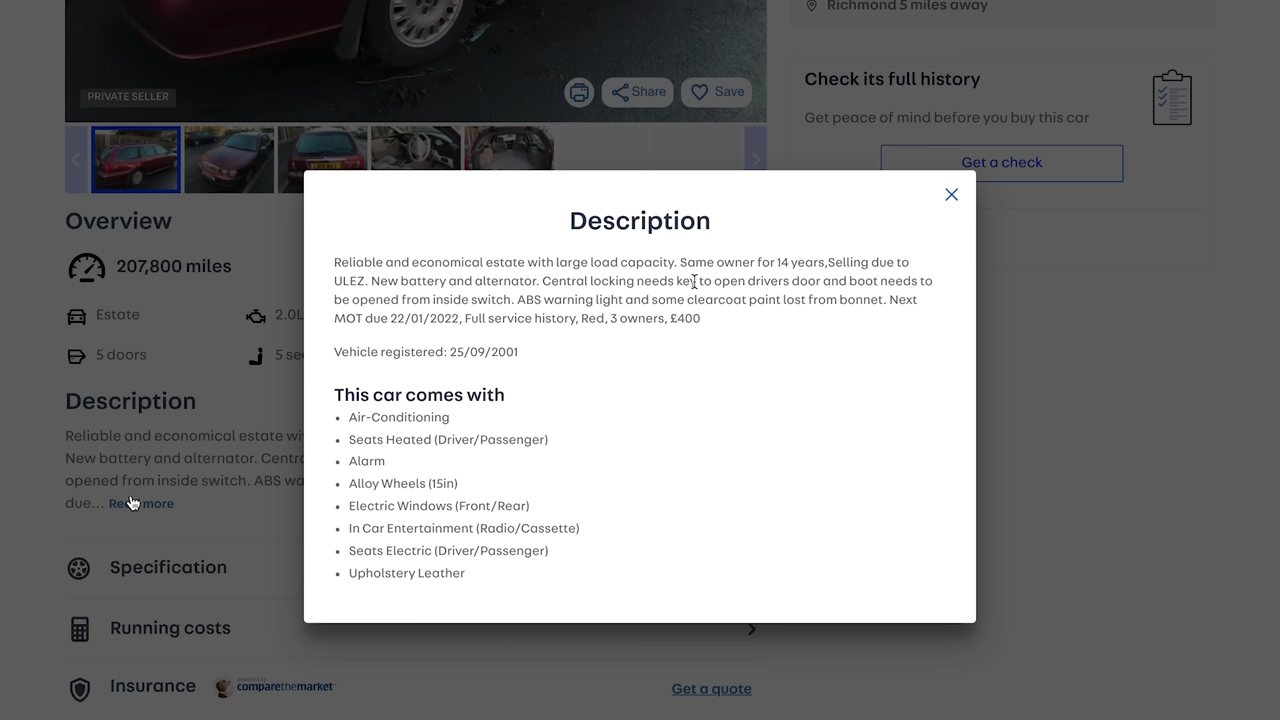 Richmond 5 miles away
PRIVATE SELLER
Share
Save
Check its full history
Get peace of mind before you buy this car
Get a check
Overview
207,800 miles
Estate
2.0L
5 doors
5 se
Description
Reliable and economical estate wi
New battery and alternator. Centr
opened from inside switch. ABS wa
due... Read more
Specification
Running costs
Insurance
comparethemarket
Get a quote
Description
Reliable and economical estate with large load capacity. Same owner for 14 years,Selling due to
ULEZ. New battery and alternator. Central locking needs key to open drivers door and boot needs to
be opened from inside switch. ABS warning light and some clearcoat paint lost from bonnet. Next
MOT due 22/01/2022, Full service history, Red, 3 owners, £400
Vehicle registered: 25/09/2001
This car comes with
Air-Conditioning
Seats Heated (Driver/Passenger)
Alarm
Alloy Wheels (15in)
Electric Windows (Front/Rear)
In Car Entertainment (Radio/Cassette)
Seats Electric (Driver/Passenger)
Upholstery Leather